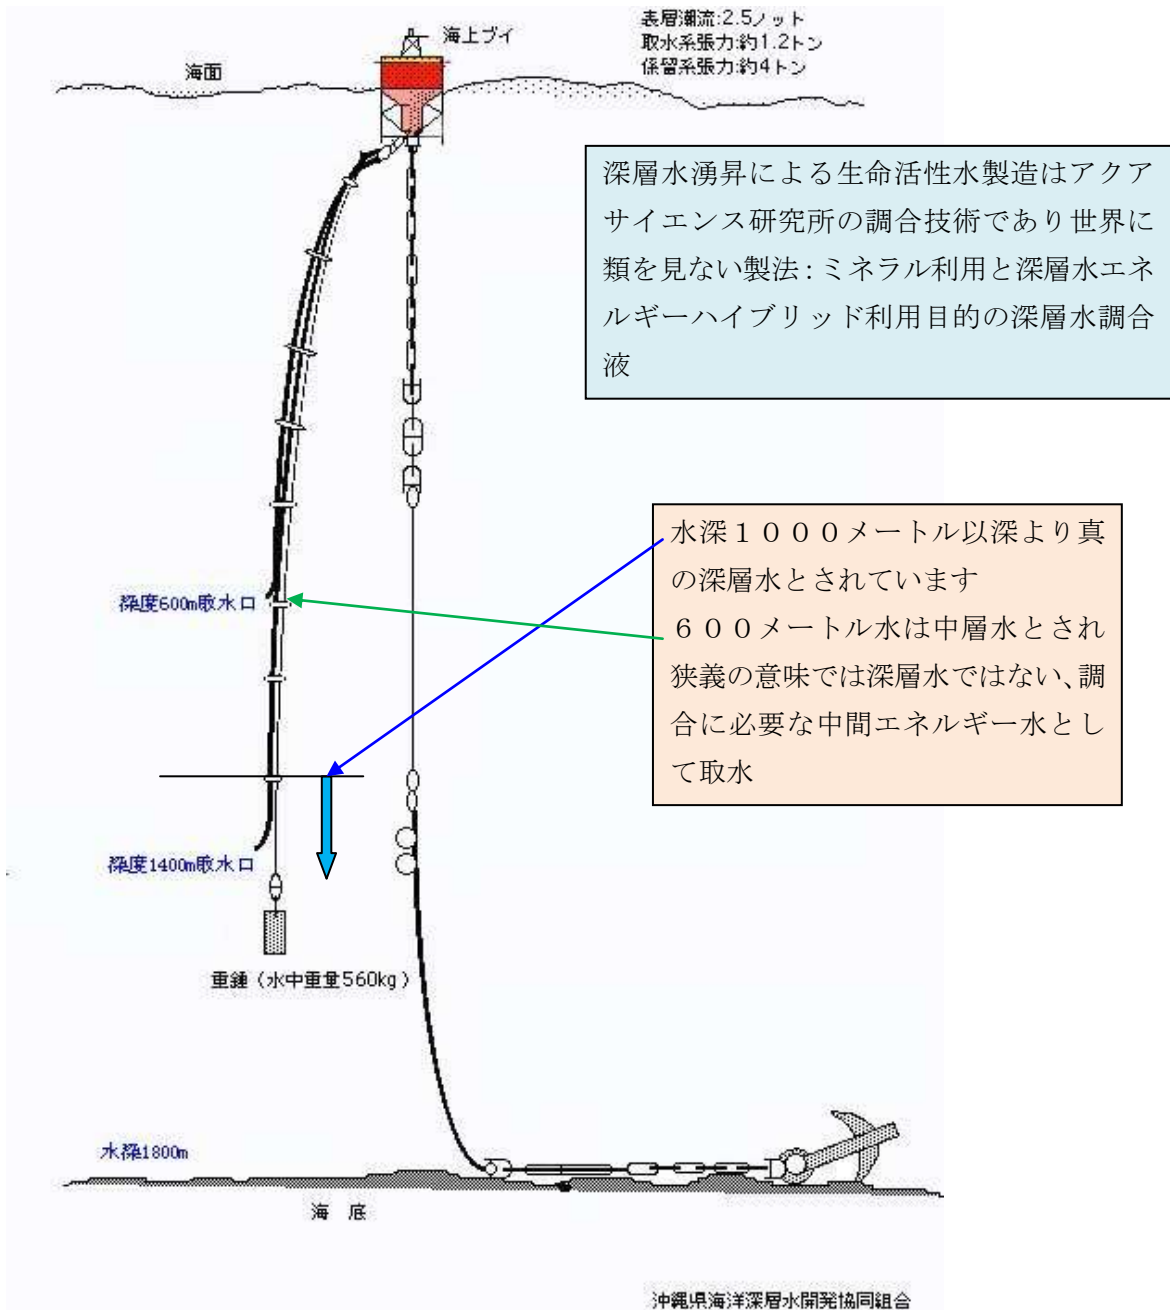 表層潮流:2.5ノット
取水系張力:約1.2トン
保留系張力:約4トン
海上ブイ
海面
深層水湧昇による生命活性水製造はアクア
サイエンス研究所の調合技術であり世界に
類を見ない製法:ミネラル利用と深層水エネ
ルギーハイブリッド利用目的の深層水調合
液
水深1000メートル以深より真
の深層水とされています
600メートル水は中層水とされ
狭義の意味では深層水ではない、調
合に必要な中間エネルギー水とし
て取水
深度600m取水口
深度1400m取水口
重錘(水中重量560kg)
水深1800m
海 底
沖縄県海洋深層水開発協同組合